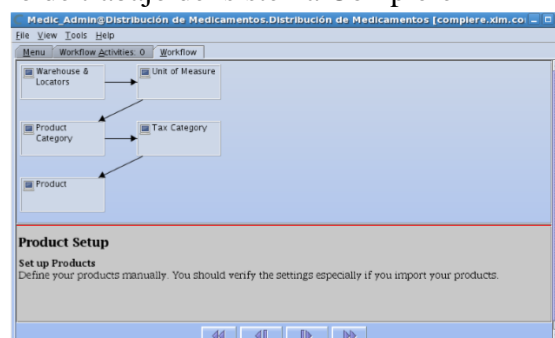 Medic_Admin@Distribución de Medicamentos.Distribución de Medicamentos [compiere.xim.co
File View Tools Help
Menu Workflow Activities: 0 Workflow
Warehouse & Locators
Unit of Measure
Product Category
Tax Category
Product
Product Setup
Set up Products
Define your products manually. You should verify the settings especially if you import your products.